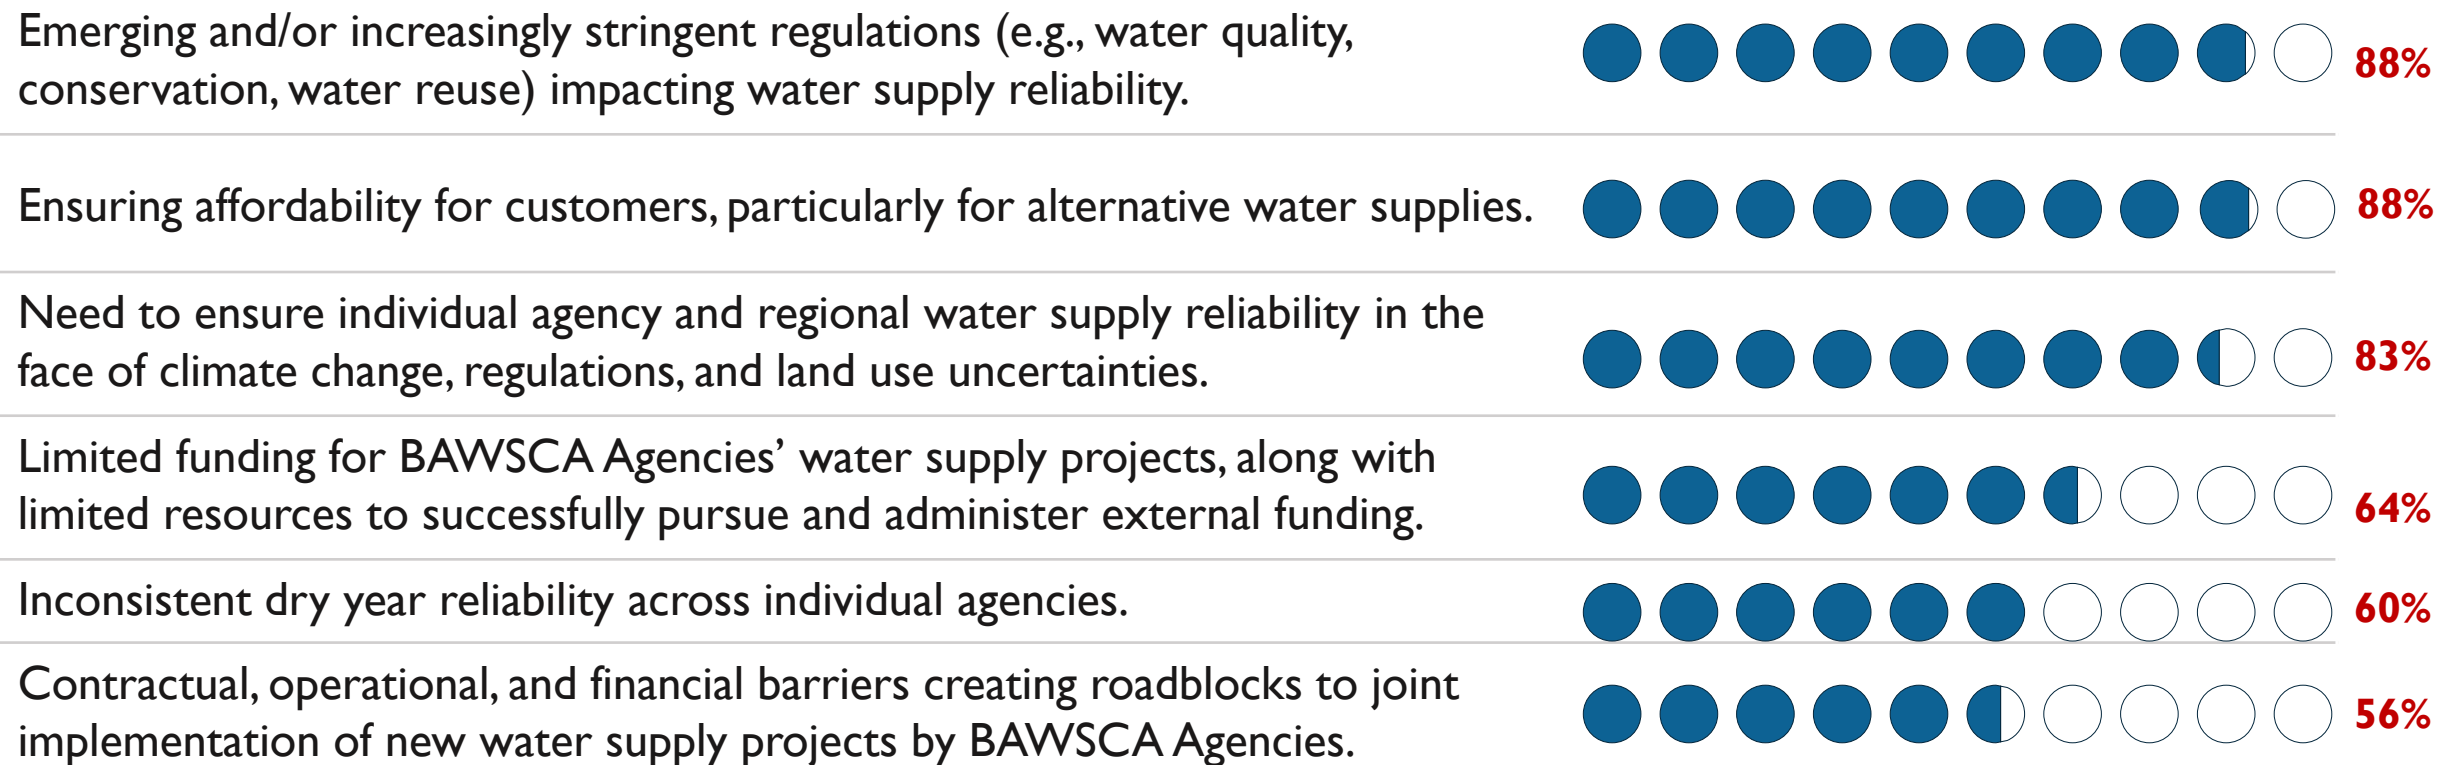 Emerging and/or increasingly stringent regulations (e.g., water quality,
conservation, water reuse) impacting water supply reliability.
88%
Ensuring affordability for customers, particularly for alternative water supplies.
88%
Need to ensure individual agency and regional water supply reliability in the
face of climate change, regulations, and land use uncertainties.
83%
Limited funding for BAWSCA Agencies’ water supply projects, along with
limited resources to successfully pursue and administer external funding.
64%
Inconsistent dry year reliability across individual agencies.
60%
Contractual, operational, and financial barriers creating roadblocks to joint
implementation of new water supply projects by BAWSCA Agencies.
56%